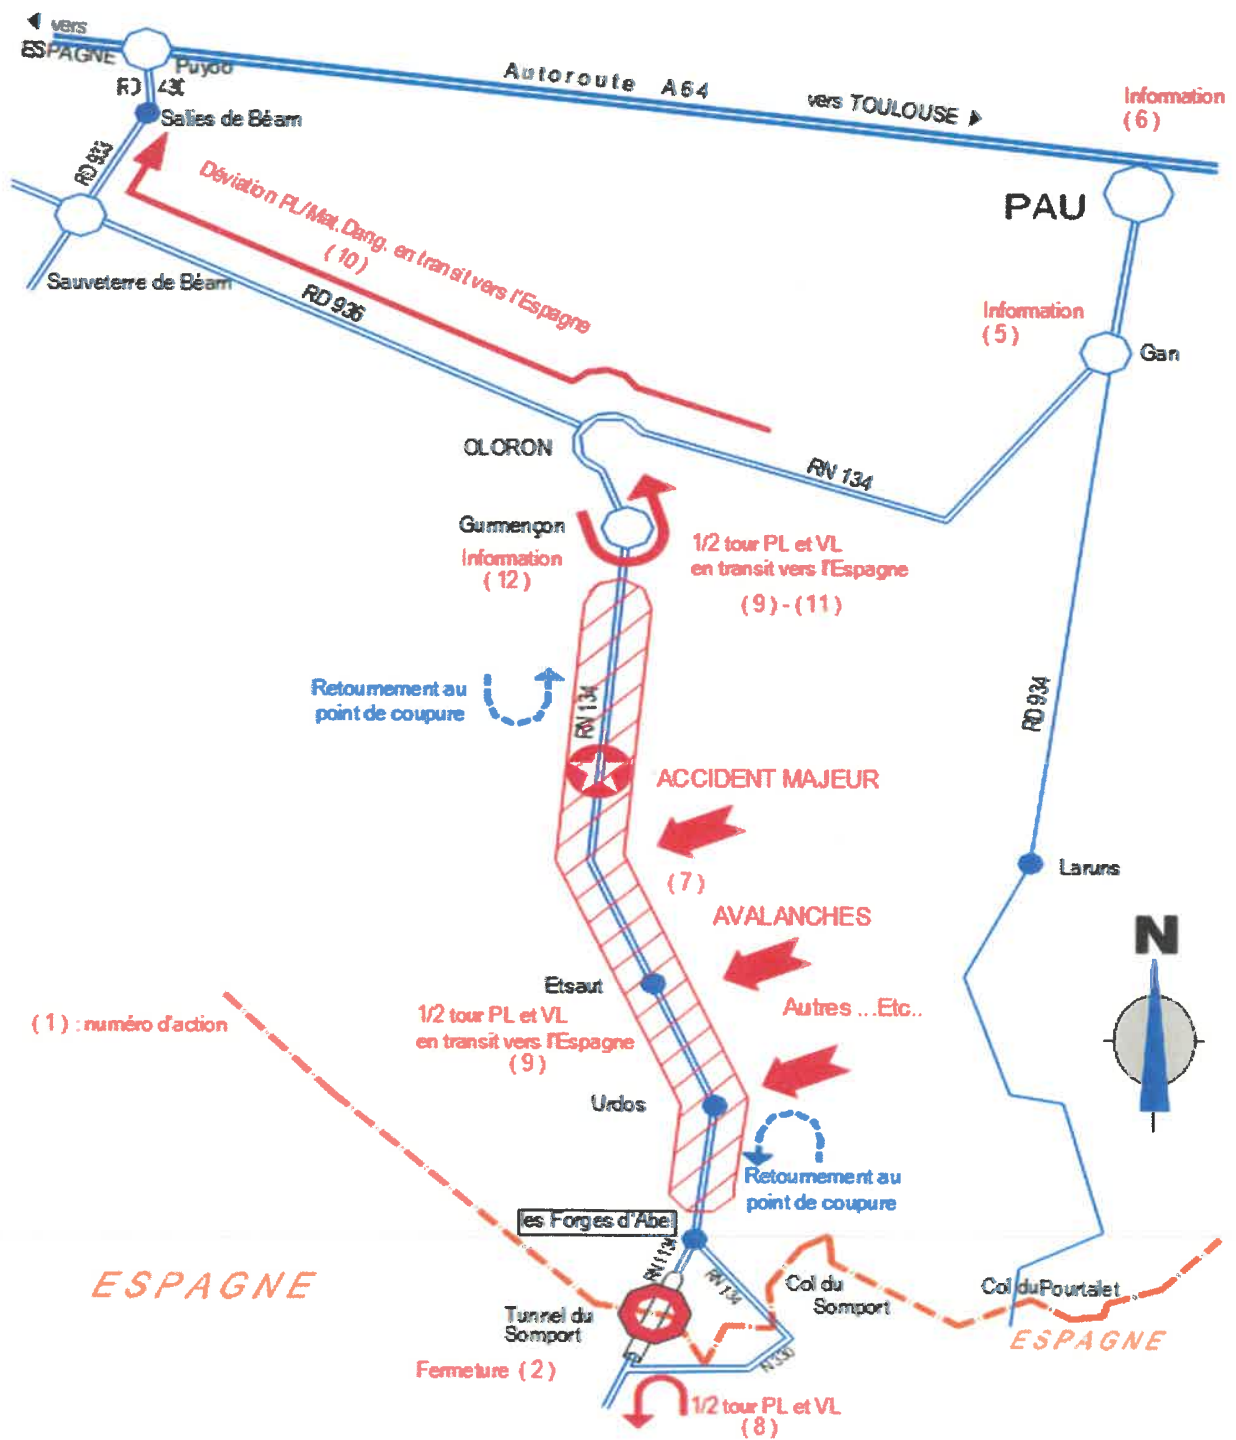 vers
ESPAGNE
Puyoô
RD 430
Salies de Béarn
RD 933
Autoroute A64
vers TOULOUSE
Information
(6)
PAU
Déviation PL/Mat. Dang. en transit vers l'Espagne
(10)
Sauveterre de Béarn
RD 936
Information
(5)
Gan
OLORON
RN 134
Gurmençon
Information
(12)
1/2 tour PL et VL
en transit vers l'Espagne
(9) - (11)
Retournement au
point de coupure
RN 134
RD 934
ACCIDENT MAJEUR
(7)
Laruns
AVALANCHES
N
Etsaut
Autres ...Etc..
(1) : numéro d'action
1/2 tour PL et VL
en transit vers l'Espagne
(9)
Urdos
Retournement au
point de coupure
les Forges d'Abel
RN 1134
RN 134
ESPAGNE
Col du
Somport
Col du Pourtalet
ESPAGNE
Tunnel du
Somport
N 330
Fermeture (2)
1/2 tour PL et VL
(8)